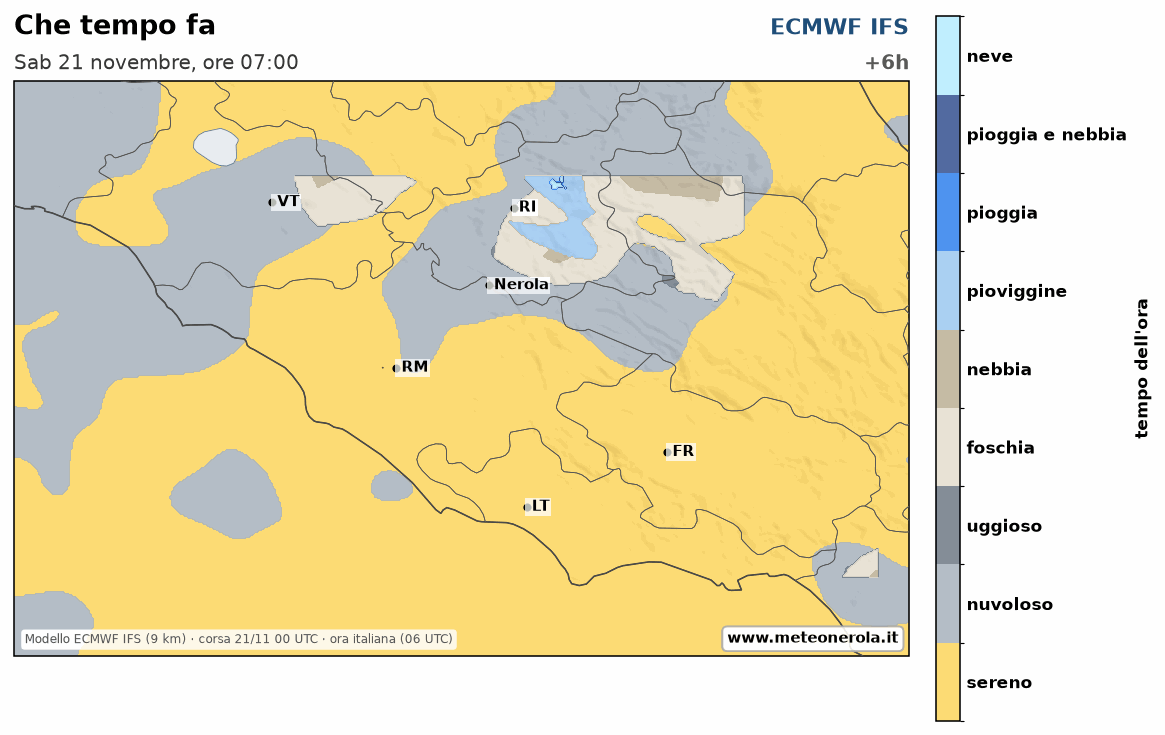 Che tempo fa
ECMWF IFS
Sab 21 novembre, ore 07:00
+6h
neve
pioggia e nebbia
pioggia
pioviggine
nebbia
foschia
uggioso
nuvoloso
sereno
tempo dell'ora
VT
RI
Nerola
RM
FR
LT
Modello ECMWF IFS (9 km) · corsa 21/11 00 UTC · ora italiana (06 UTC)
www.meteonerola.it